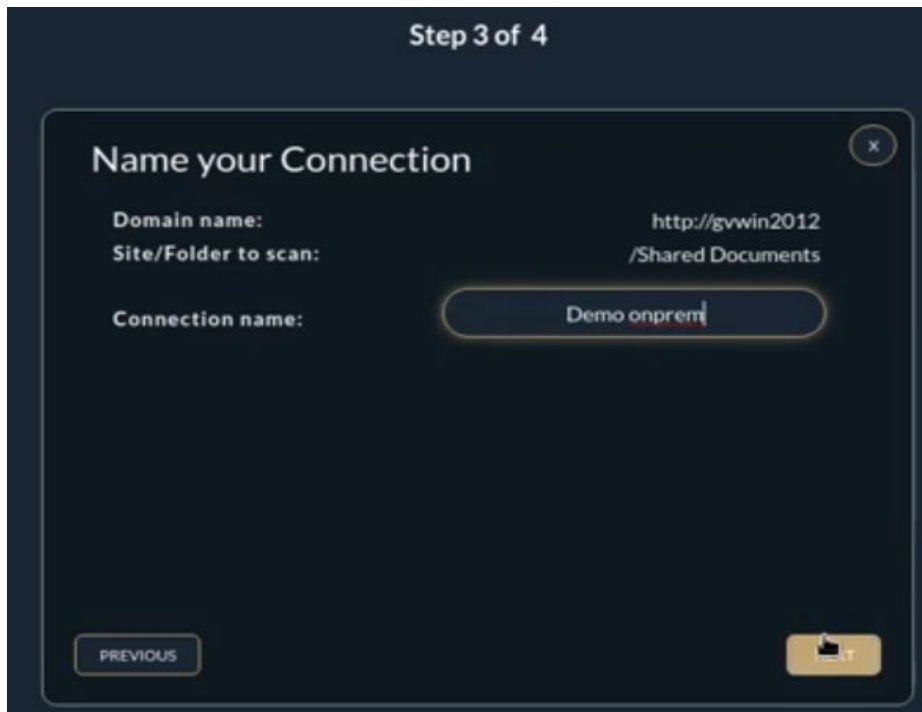 Step 3 of 4
Name your Connection
X
Domain name: http://gvwin2012
Site/Folder to scan: /Shared Documents
Connection name: Demo onprem
PREVIOUS